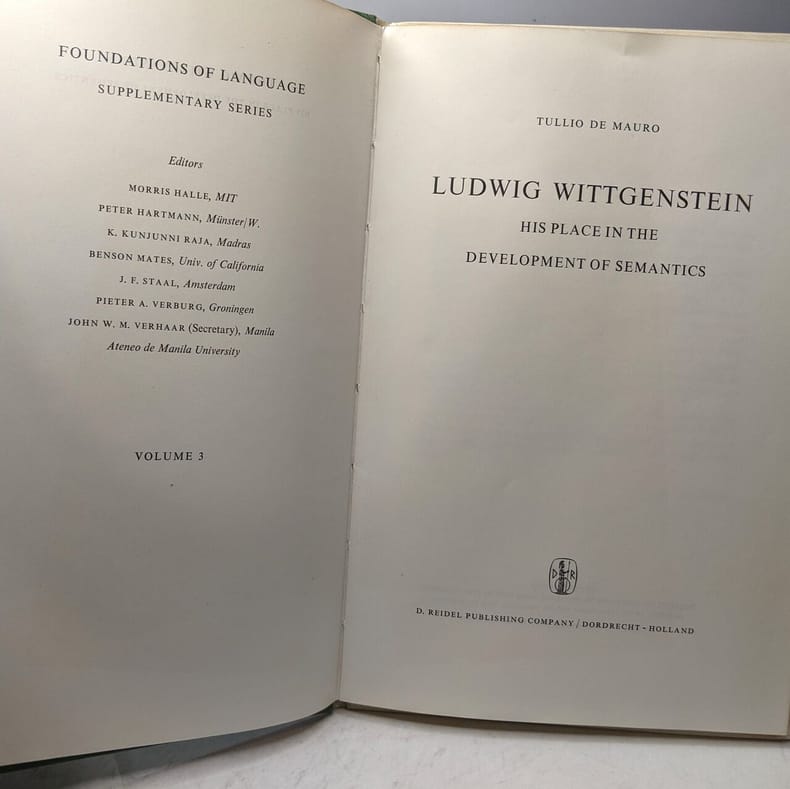 FOUNDATIONS OF LANGUAGE
SUPPLEMENTARY SERIES
Editors
MORRIS HALLE, MIT
PETER HARTMANN, Münster/W.
K. KUNJUNNI RAJA, Madras
BENSON MATES, Univ. of California
J. F. STAAL, Amsterdam
PIETER A. VERBURG, Groningen
JOHN W. M. VERHAAR (Secretary), Manila
Ateneo de Manila University
VOLUME 3
TULLIO DE MAURO
LUDWIG WITTGENSTEIN
HIS PLACE IN THE
DEVELOPMENT OF SEMANTICS
D R
D. REIDEL PUBLISHING COMPANY / DORDRECHT - HOLLAND